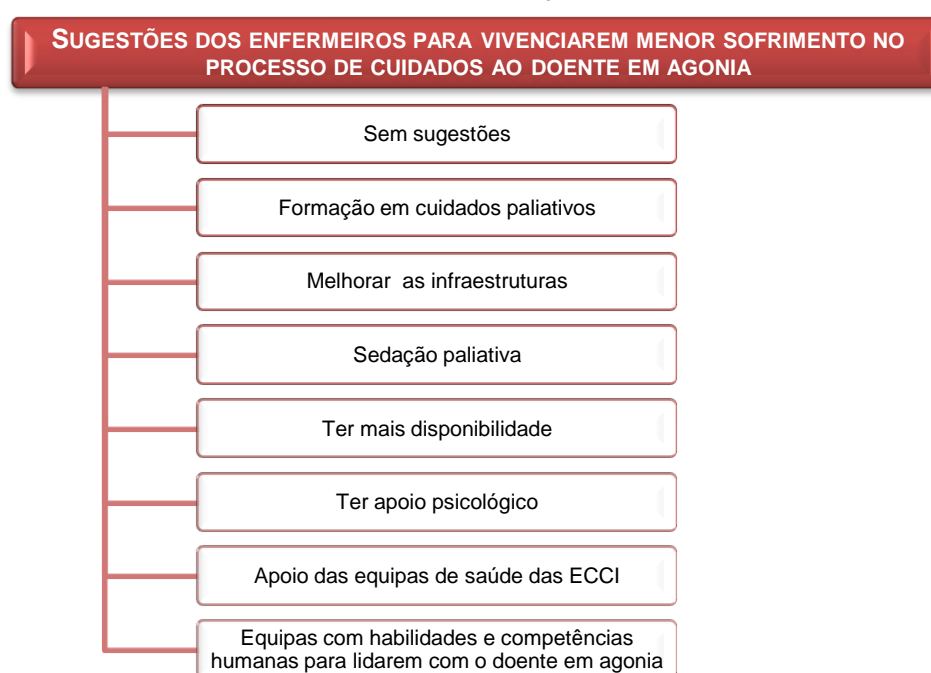 SUGESTÕES DOS ENFERMEIROS PARA VIVENCIAREM MENOR SOFRIMENTO NO
PROCESSO DE CUIDADOS AO DOENTE EM AGONIA
Sem sugestões
Formação em cuidados paliativos
Melhorar as infraestruturas
Sedação paliativa
Ter mais disponibilidade
Ter apoio psicológico
Apoio das equipas de saúde das ECCI
Equipas com habilidades e competências
humanas para lidarem com o doente em agonia